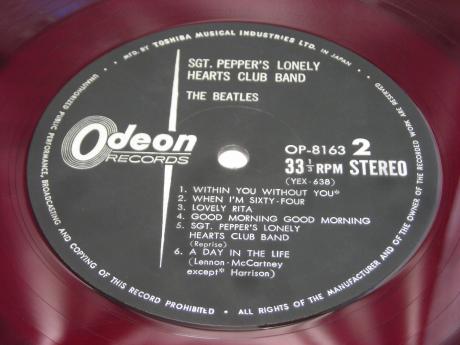 MFD. BY TOSHIBA MUSICAL INDUSTRIES LTD. IN JAPAN.
SGT. PEPPER'S LONELY
HEARTS CLUB BAND
THE BEATLES
Odeon
RECORDS
OP-8163 2
33 1/3 RPM STEREO
(YEX-638)
1. WITHIN YOU WITHOUT YOU*
2. WHEN I'M SIXTY-FOUR
3. LOVELY RITA
4. GOOD MORNING GOOD MORNING
5. SGT. PEPPER'S LONELY
HEARTS CLUB BAND
(Reprise)
6. A DAY IN THE LIFE
(Lennon-McCartney
except* Harrison)
UNAUTHORIZED PUBLIC PERFORMANCE, BROADCASTING AND COPYING OF THIS RECORD PROHIBITED • ALL RIGHTS OF THE MANUFACTURER AND OF THE OWNER OF THE RECORDED WORK ARE RESERVED